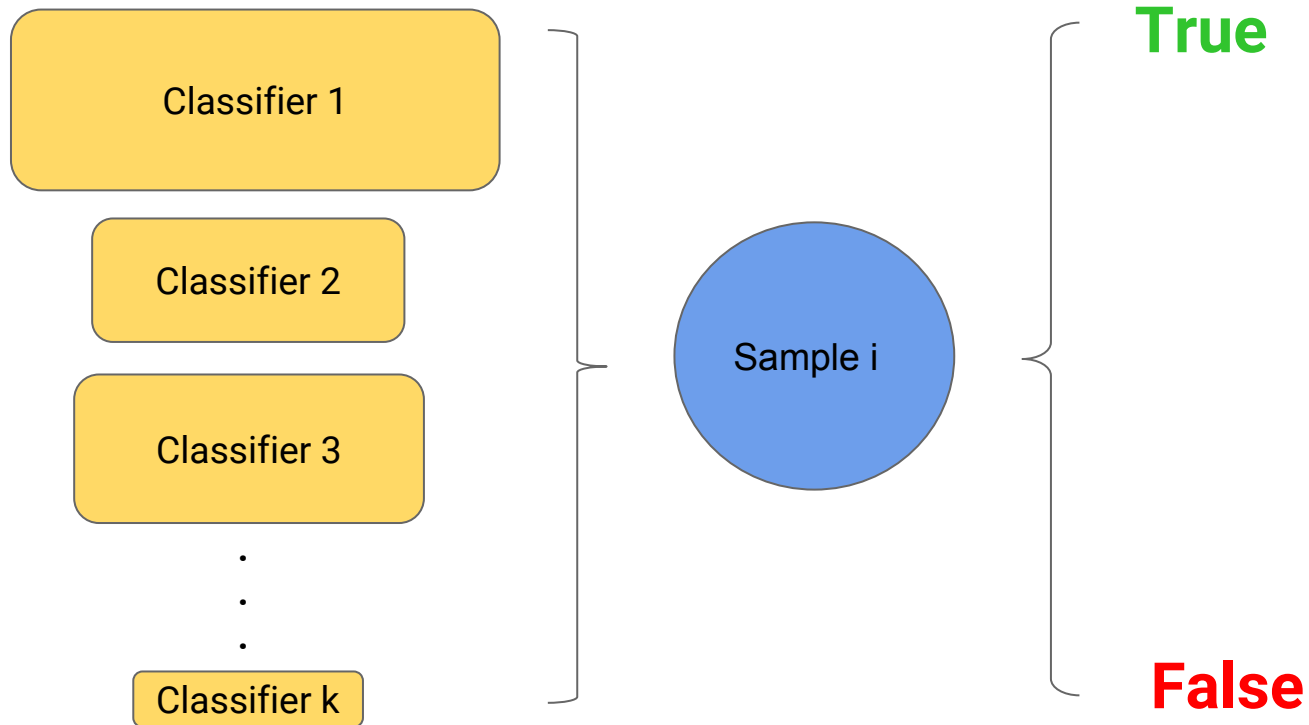 True
Classifier 1
Classifier 2
Sample i
Classifier 3
.
.
.
Classifier k
False